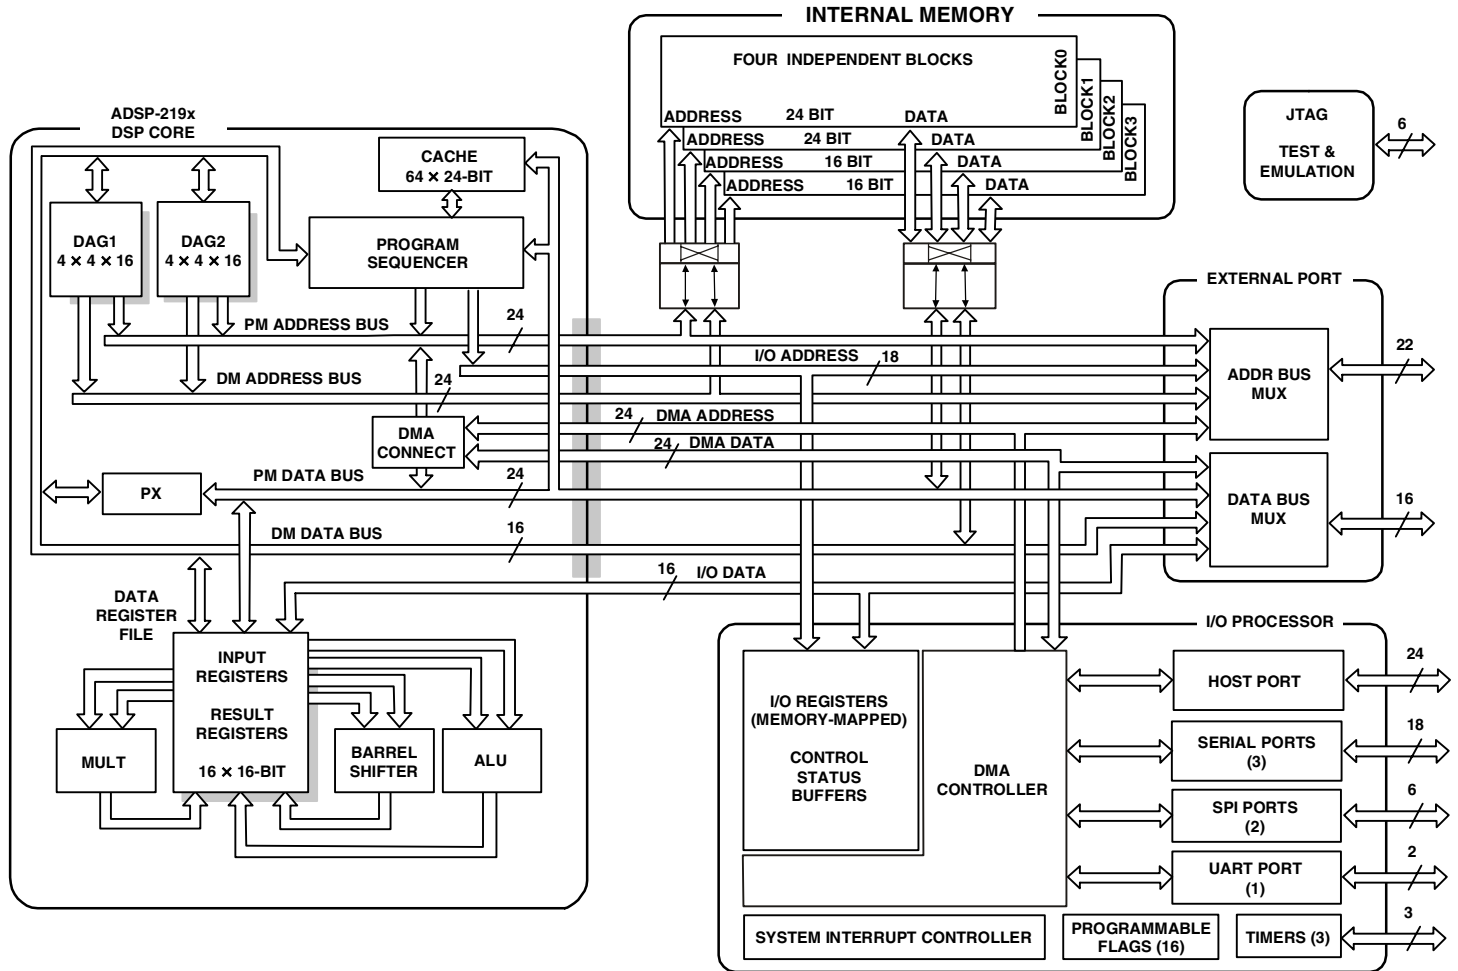 INTERNAL MEMORY
FOUR INDEPENDENT BLOCKS
BLOCK0
BLOCK1
BLOCK2
BLOCK3
ADDRESS 24 BIT DATA
ADDRESS 24 BIT DATA
ADDRESS 16 BIT DATA
ADDRESS 16 BIT DATA
JTAG
TEST &
EMULATION
6
ADSP-219x
DSP CORE
CACHE
64 × 24-BIT
DAG1
4 × 4 × 16
DAG2
4 × 4 × 16
PROGRAM
SEQUENCER
PM ADDRESS BUS
24
I/O ADDRESS
18
DM ADDRESS BUS
24
DMA
CONNECT
24
DMA ADDRESS
24
DMA DATA
PX
PM DATA BUS
24
DM DATA BUS
16
16
I/O DATA
EXTERNAL PORT
ADDR BUS
MUX
22
DATA BUS
MUX
16
DATA
REGISTER
FILE
INPUT
REGISTERS
RESULT
REGISTERS
16 × 16-BIT
MULT
BARREL
SHIFTER
ALU
I/O PROCESSOR
I/O REGISTERS
(MEMORY-MAPPED)
CONTROL
STATUS
BUFFERS
DMA
CONTROLLER
HOST PORT
24
SERIAL PORTS
(3)
18
SPI PORTS
(2)
6
UART PORT
(1)
2
SYSTEM INTERRUPT CONTROLLER
PROGRAMMABLE
FLAGS (16)
TIMERS (3)
3